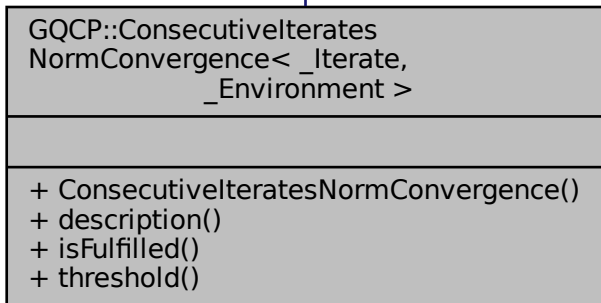 GQCP::ConsecutiveIterates
NormConvergence< _Iterate,
_Environment >
+ ConsecutiveIteratesNormConvergence()
+ description()
+ isFulfilled()
+ threshold()